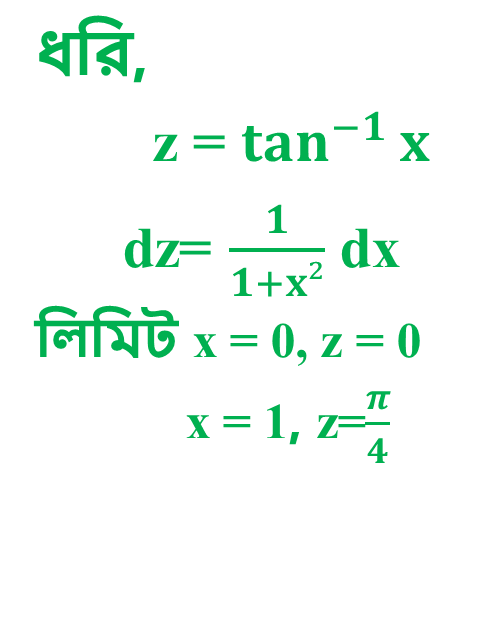 ধরি,
z = tan⁻¹ x
dz= 1/1+x² dx
লিমিট x = 0, z = 0
x = 1, z=π/4